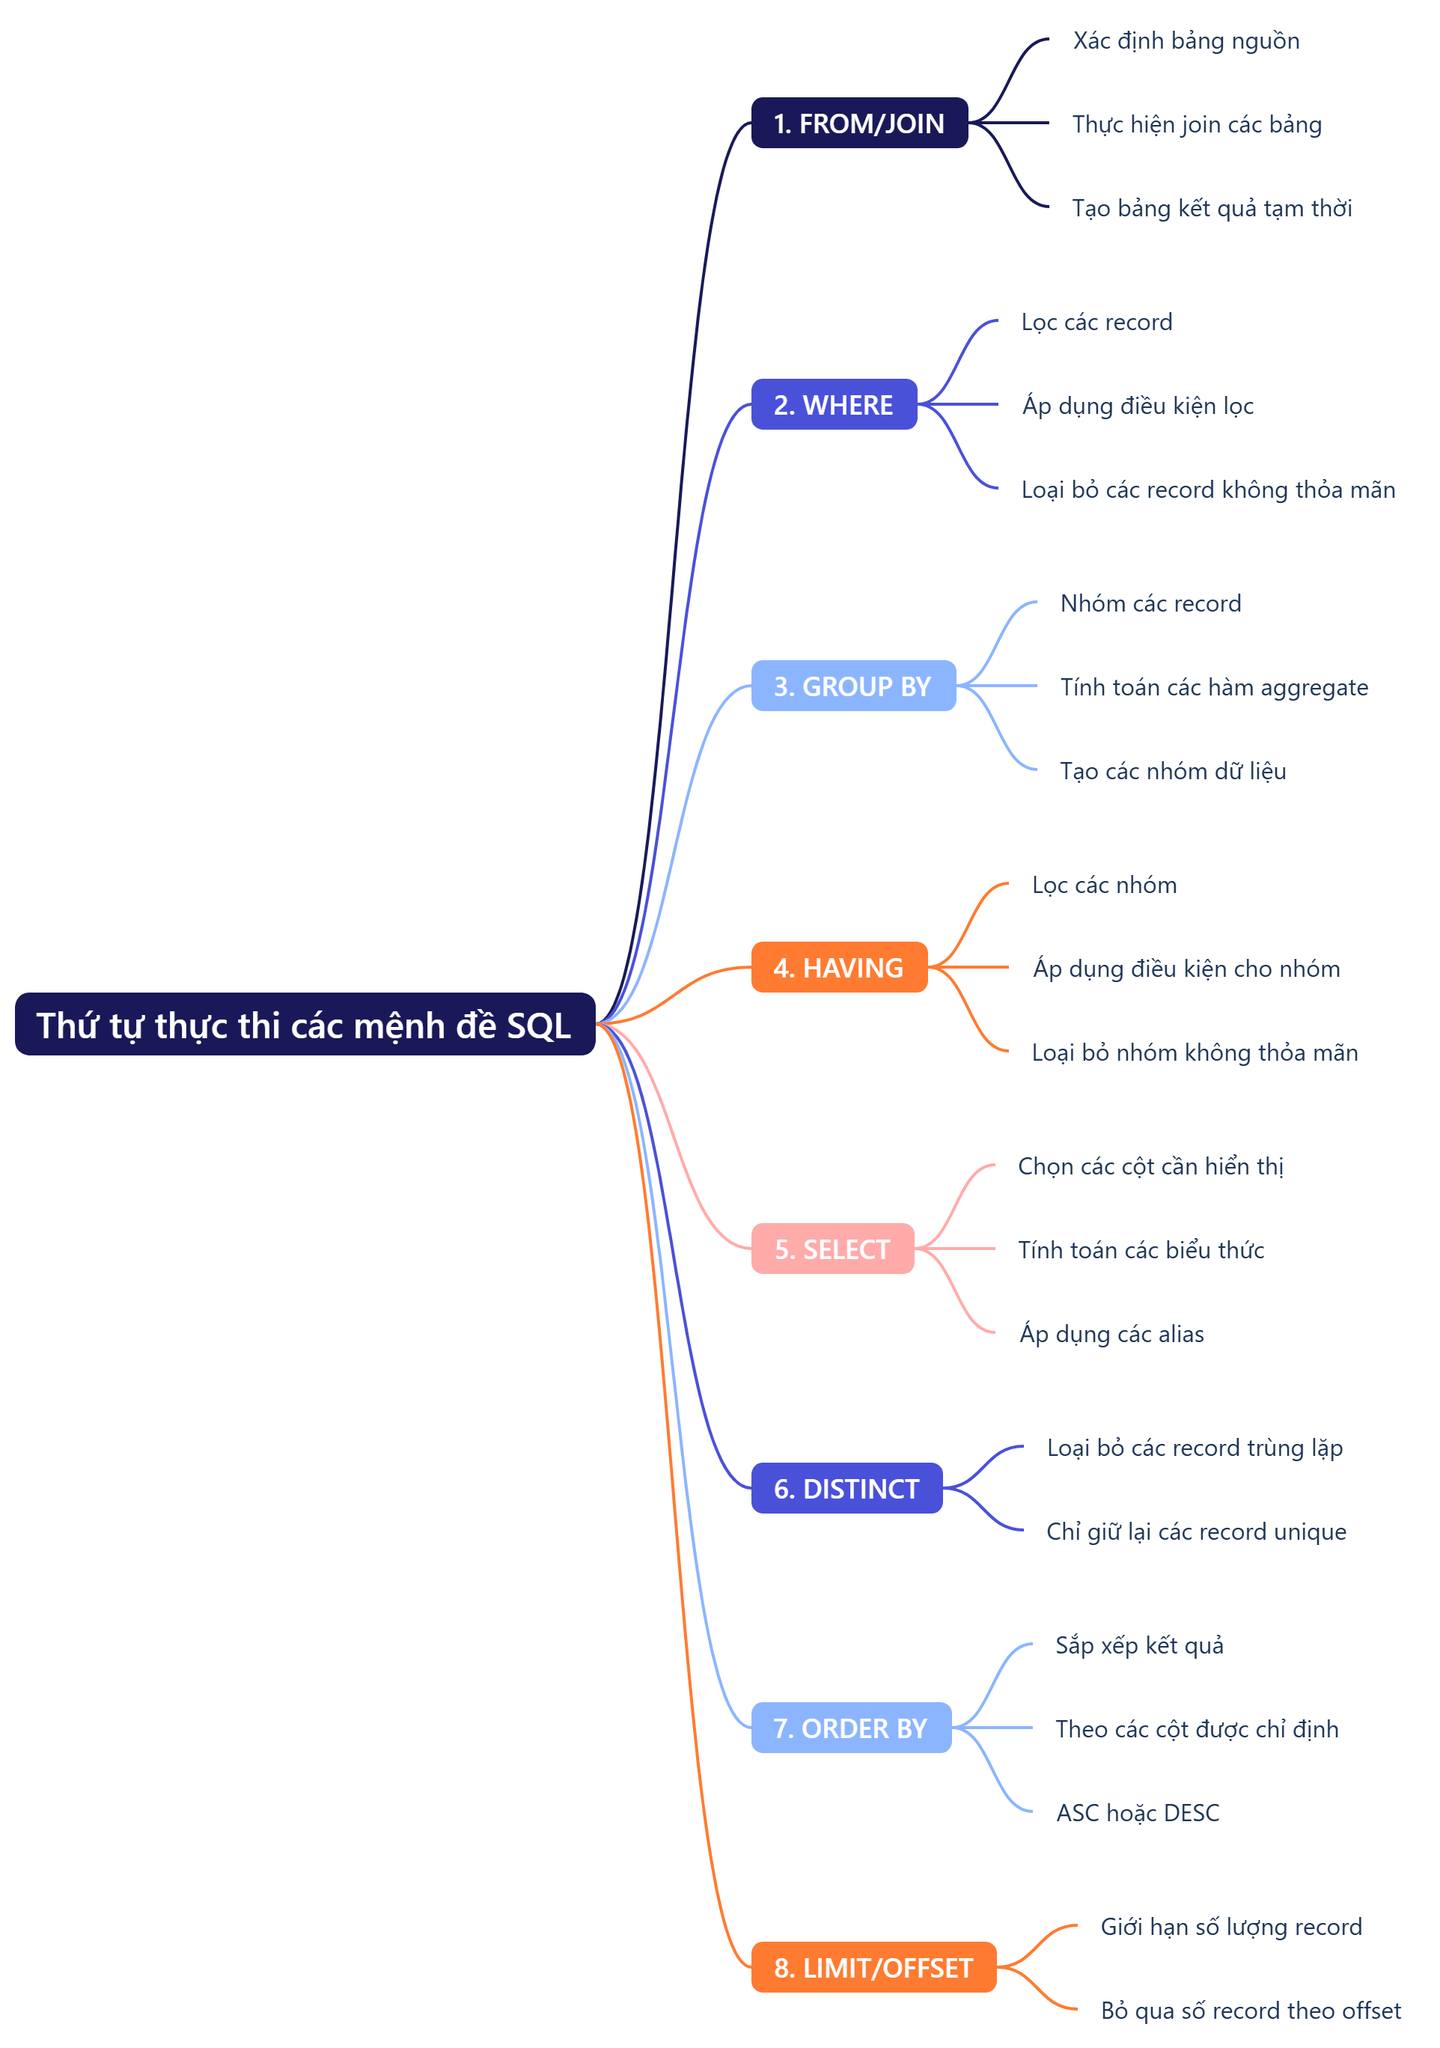 Thứ tự thực thi các mệnh đề SQL
1. FROM/JOIN
Xác định bảng nguồn
Thực hiện join các bảng
Tạo bảng kết quả tạm thời
2. WHERE
Lọc các record
Áp dụng điều kiện lọc
Loại bỏ các record không thỏa mãn
3. GROUP BY
Nhóm các record
Tính toán các hàm aggregate
Tạo các nhóm dữ liệu
4. HAVING
Lọc các nhóm
Áp dụng điều kiện cho nhóm
Loại bỏ nhóm không thỏa mãn
5. SELECT
Chọn các cột cần hiển thị
Tính toán các biểu thức
Áp dụng các alias
6. DISTINCT
Loại bỏ các record trùng lặp
Chỉ giữ lại các record unique
7. ORDER BY
Sắp xếp kết quả
Theo các cột được chỉ định
ASC hoặc DESC
8. LIMIT/OFFSET
Giới hạn số lượng record
Bỏ qua số record theo offset